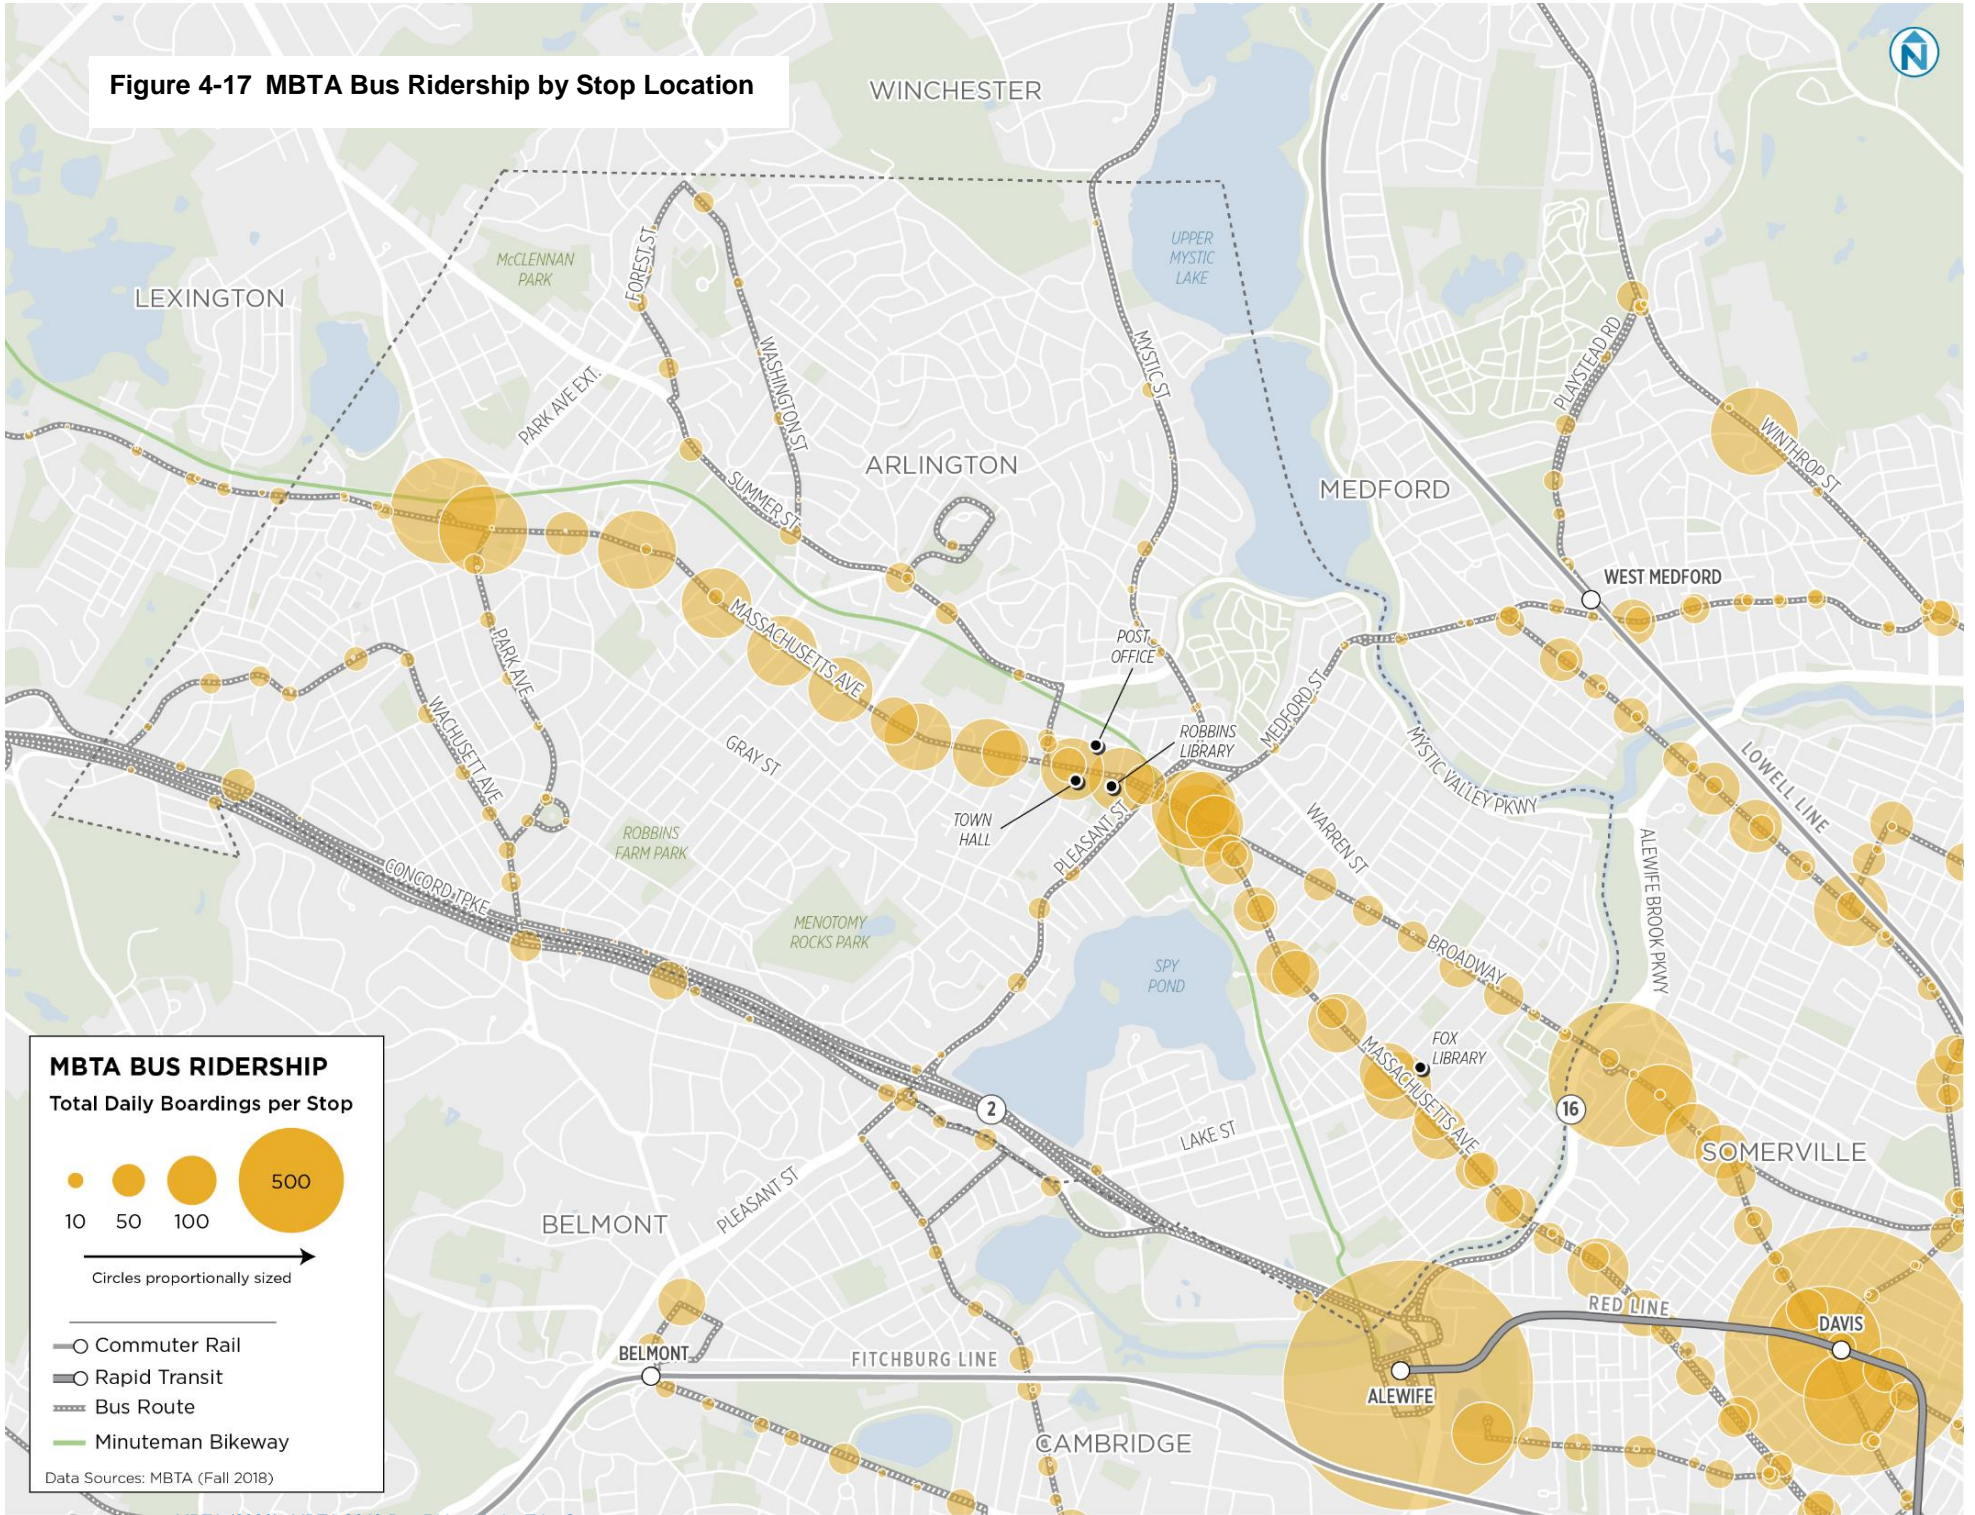 Figure 4-17 MBTA Bus Ridership by Stop Location
N
WINCHESTER
LEXINGTON
McCLENNAN
PARK
FOREST ST
WASHINGTON ST
PARK AVE EXT.
UPPER
MYSTIC
LAKE
MYSTIC ST
PLAYSTEAD RD
WINTHROP ST
ARLINGTON
MEDFORD
SUMMER ST
WEST MEDFORD
MASSACHUSETTS AVE
PARK AVE
POST
OFFICE
MEDFORD ST
WACHUSETT AVE
GRAY ST
ROBBINS
LIBRARY
MYSTIC VALLEY PKWY
LOWELL LINE
TOWN
HALL
PLEASANT ST
WARREN ST
ROBBINS
FARM PARK
ALEWIFE BROOK PKWY
CONCORD TPKE
MENOTOMY
ROCKS PARK
BROADWAY
SPY
POND
FOX
LIBRARY
MASSACHUSETTS AVE
2
16
LAKE ST
SOMERVILLE
PLEASANT ST
BELMONT
RED LINE
DAVIS
BELMONT
FITCHBURG LINE
ALEWIFE
CAMBRIDGE
MBTA BUS RIDERSHIP
Total Daily Boardings per Stop
500
10 50 100
Circles proportionally sized
Commuter Rail
Rapid Transit
Bus Route
Minuteman Bikeway
Data Sources: MBTA (Fall 2018)